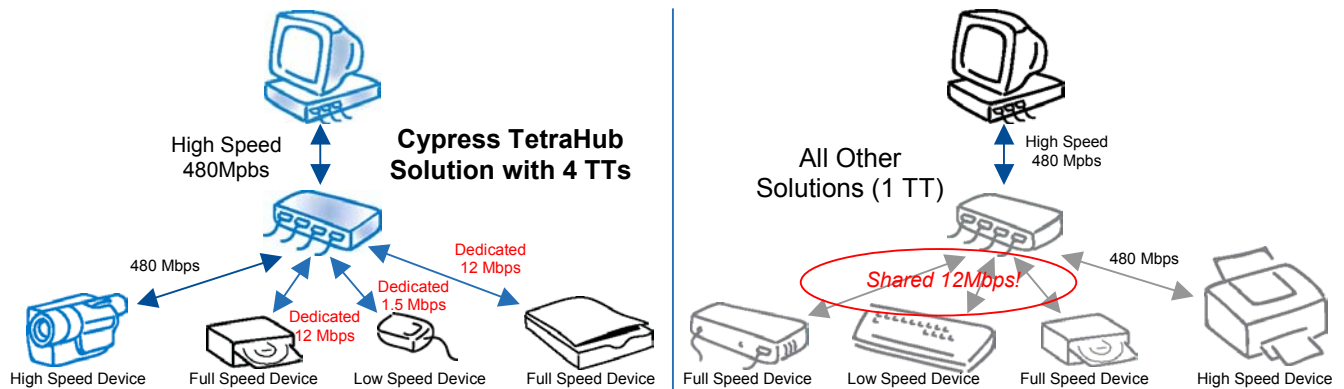 High Speed
480Mpbs
Cypress TetraHub
Solution with 4 TTs
480 Mbps
Dedicated
12 Mbps
Dedicated
1.5 Mbps
Dedicated
12 Mbps
High Speed Device
Full Speed Device
Low Speed Device
Full Speed Device
High Speed
480 Mpbs
All Other
Solutions (1 TT)
480 Mbps
Shared 12Mbps!
Full Speed Device
Low Speed Device
Full Speed Device
High Speed Device